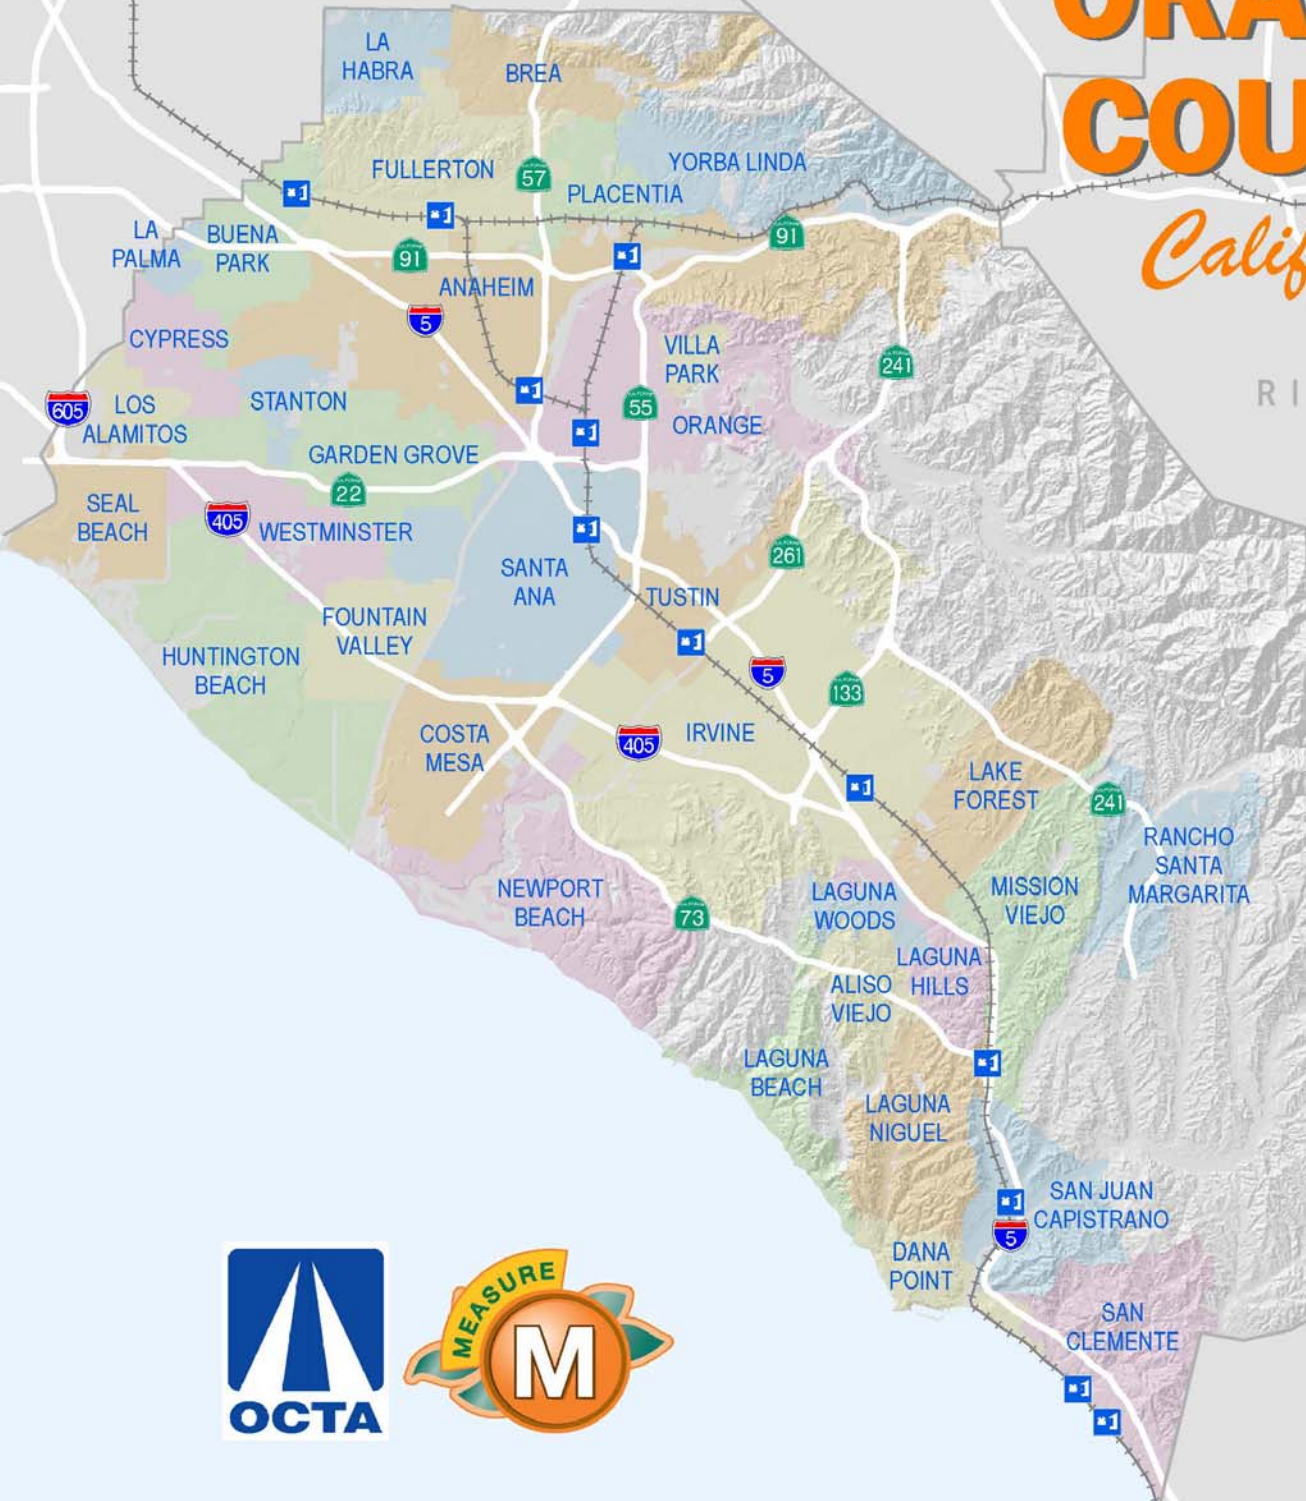 ORA
COU
Calif
LA
HABRA
BREA
FULLERTON
57
PLACENTIA
YORBA LINDA
LA
PALMA
BUENA
PARK
91
91
ANAHEIM
5
CYPRESS
VILLA
PARK
241
605
LOS
ALAMITOS
STANTON
55
ORANGE
RI
GARDEN GROVE
22
SEAL
BEACH
405
WESTMINSTER
261
SANTA
ANA
TUSTIN
FOUNTAIN
VALLEY
HUNTINGTON
BEACH
5
133
COSTA
MESA
405
IRVINE
LAKE
FOREST
241
RANCHO
SANTA
MARGARITA
NEWPORT
BEACH
73
LAGUNA
WOODS
MISSION
VIEJO
LAGUNA
HILLS
ALISO
VIEJO
LAGUNA
BEACH
LAGUNA
NIGUEL
SAN JUAN
CAPISTRANO
5
DANA
POINT
SAN
CLEMENTE
OCTA
MEASURE
M